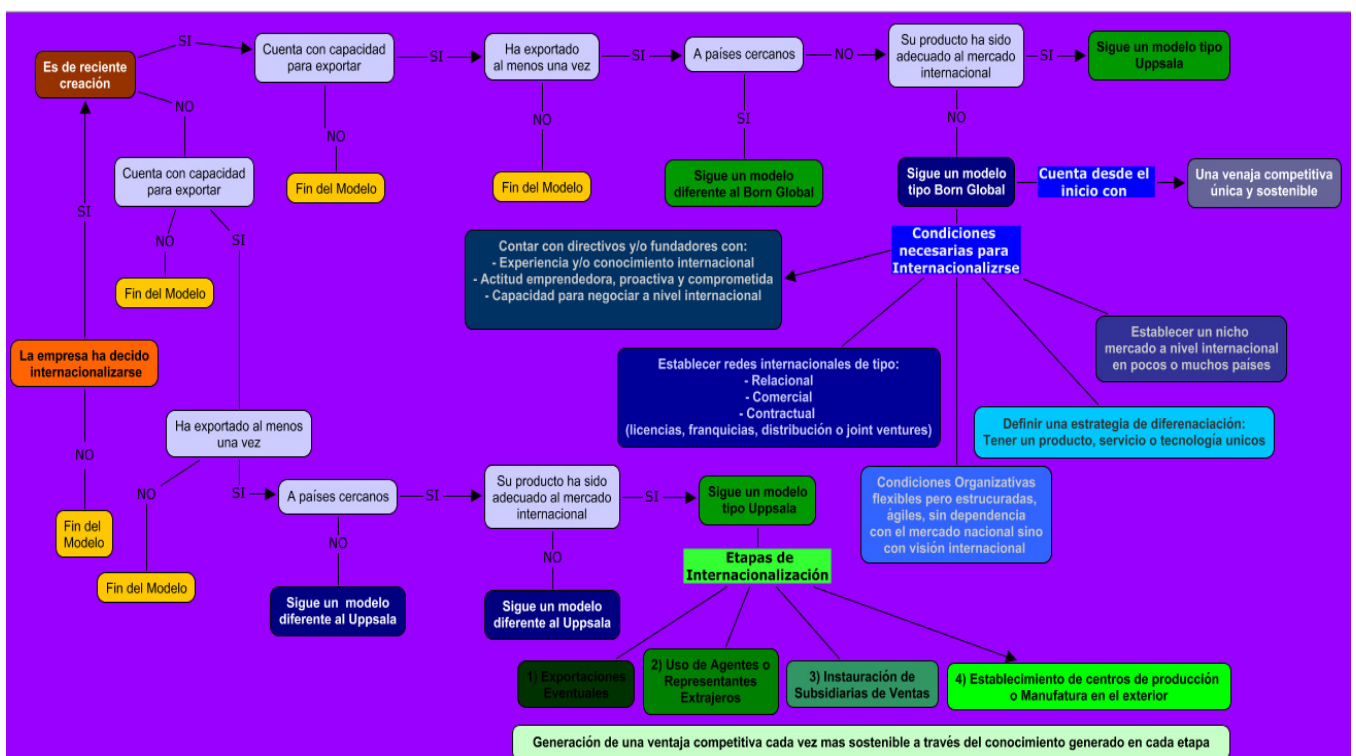 SI
Cuenta con capacidad
para exportar
SI
Ha exportado
al menos una vez
SI
A países cercanos
NO
Su producto ha sido
adecuado al mercado
internacional
SI
Sigue un modelo tipo
Uppsala
Es de reciente
creación
NO
NO
NO
SI
NO
Cuenta con capacidad
para exportar
Fin del Modelo
Fin del Modelo
Sigue un modelo
diferente al Born Global
Sigue un modelo
tipo Born Global
Cuenta desde el
inicio con
Una venaja competitiva
única y sostenible
SI
NO
SI
Fin del Modelo
Condiciones
necesarias para
Internacionalizrse
Contar con directivos y/o fundadores con:
- Experiencia y/o conocimiento internacional
- Actitud emprendedora, proactiva y comprometida
- Capacidad para negociar a nivel internacional
Establecer un nicho
mercado a nivel internacional
en pocos o muchos países
La empresa ha decido
internacionalizarse
Establecer redes internacionales de tipo:
- Relacional
- Comercial
- Contractual
(licencias, franquicias, distribución o joint ventures)
Definir una estrategia de diferenaciación:
Tener un producto, servicio o tecnología unicos
NO
Ha exportado al menos
una vez
Condiciones Organizativas
flexibles pero estrucuradas,
ágiles, sin dependencia
con el mercado nacional sino
con visión internacional
NO
SI
A países cercanos
SI
Su producto ha sido
adecuado al mercado
internacional
SI
Sigue un modelo
tipo Uppsala
Fin del
Modelo
Fin del Modelo
NO
NO
Etapas de
Internacionalización
Sigue un modelo
diferente al Uppsala
Sigue un modelo
diferente al Uppsala
1) Exportaciones
Eventuales
2) Uso de Agentes o
Representantes
Extrajeros
3) Instauración de
Subsidiarias de Ventas
4) Establecimiento de centros de producción
o Manufatura en el exterior
Generación de una ventaja competitiva cada vez mas sostenible a través del conocimiento generado en cada etapa